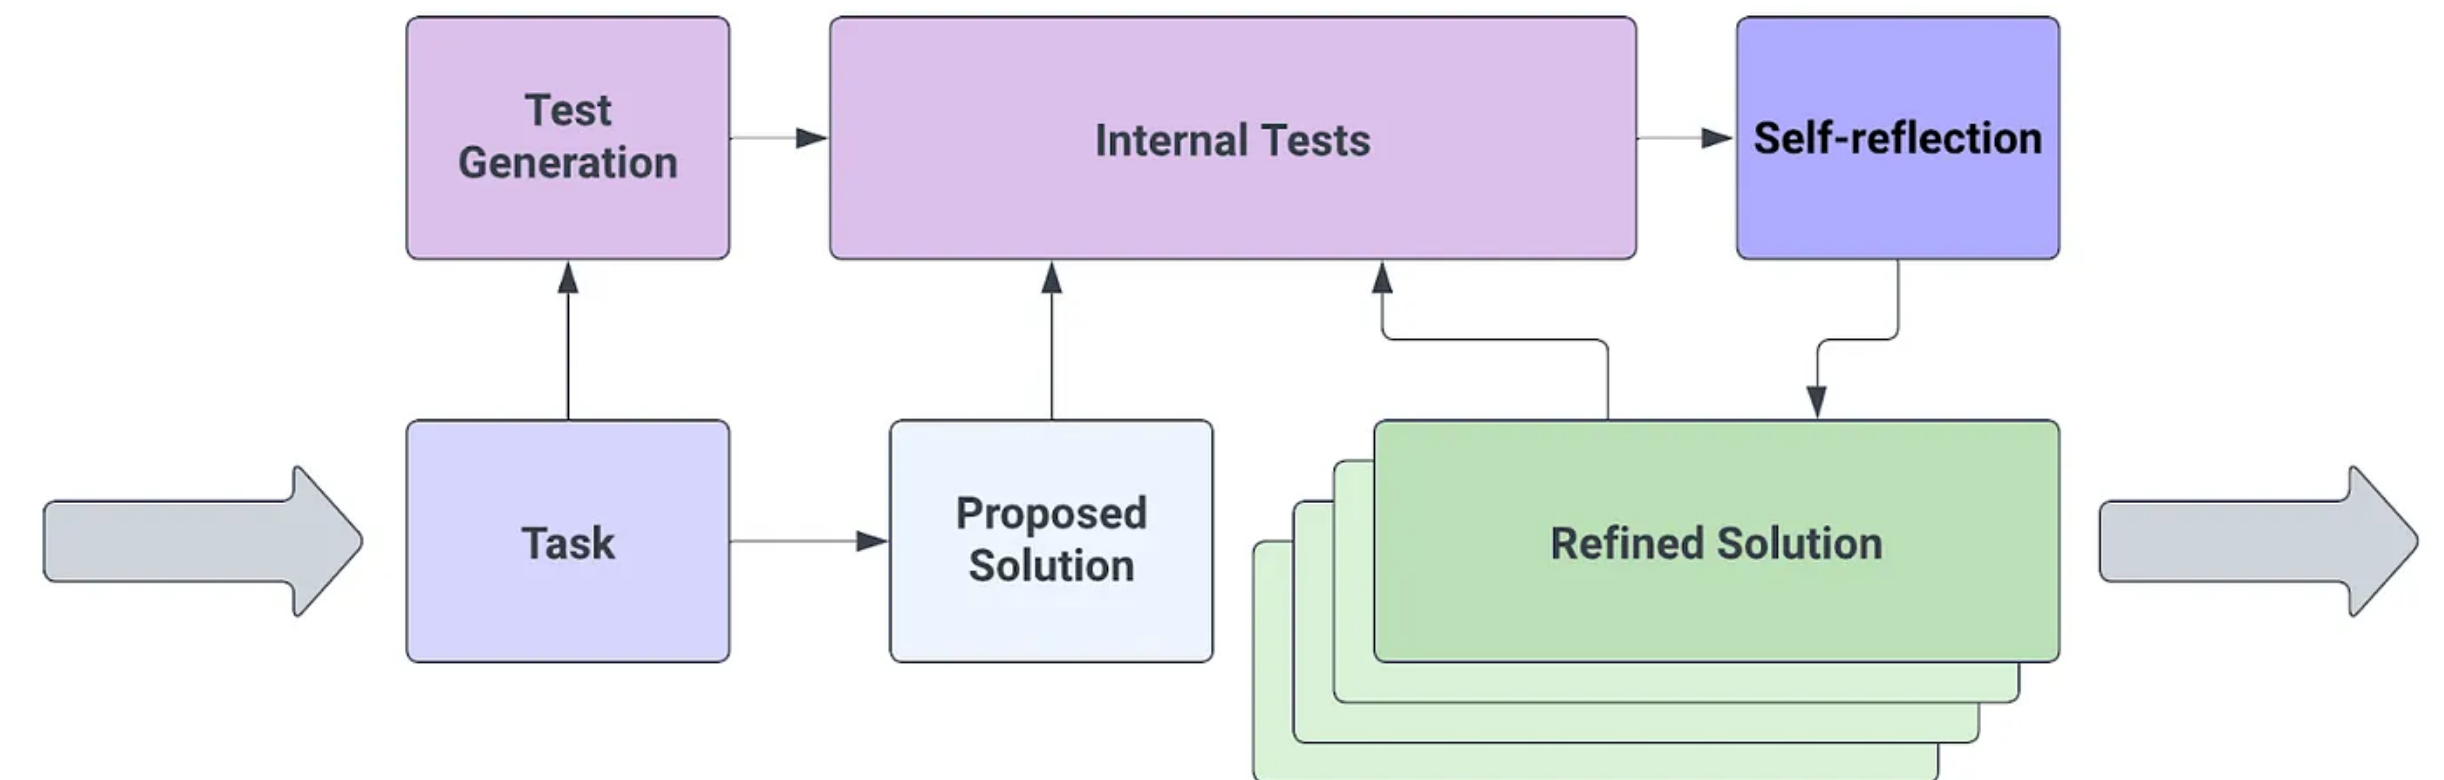 Test
Generation
Internal Tests
Self-reflection
Task
Proposed
Solution
Refined Solution